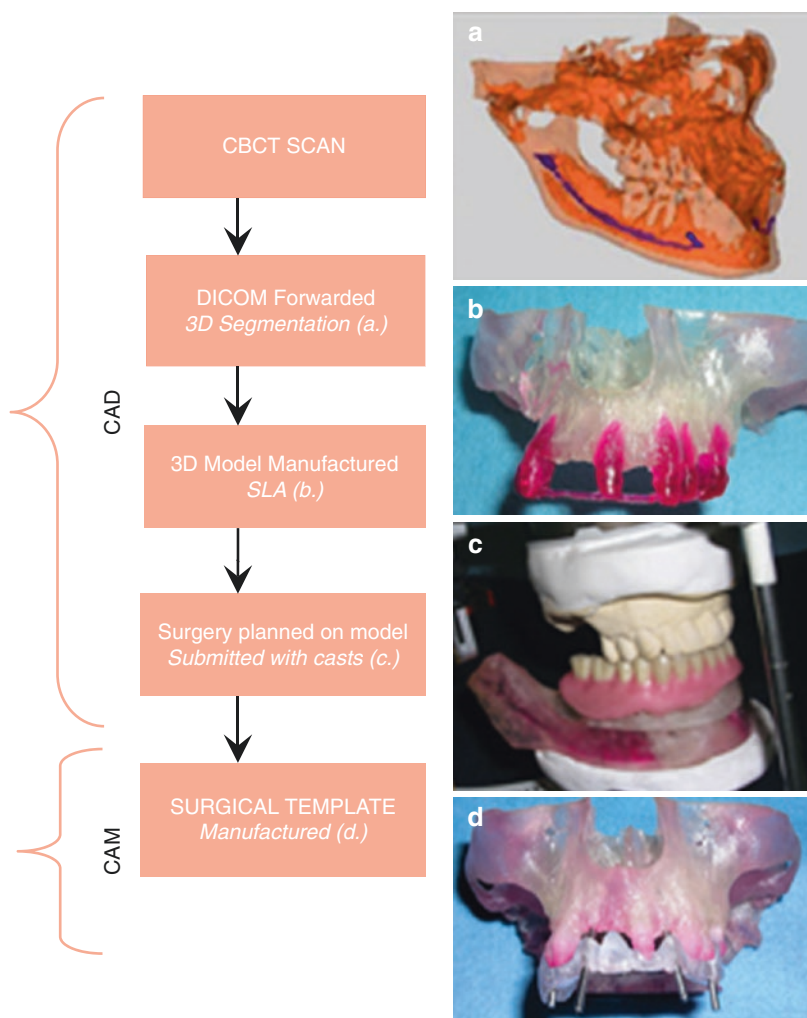 CBCT SCAN
DICOM Forwarded
3D Segmentation (a.)
3D Model Manufactured
SLA (b.)
Surgery planned on model
Submitted with casts (c.)
CAD
SURGICAL TEMPLATE
Manufactured (d.)
CAM
a
b
c
d